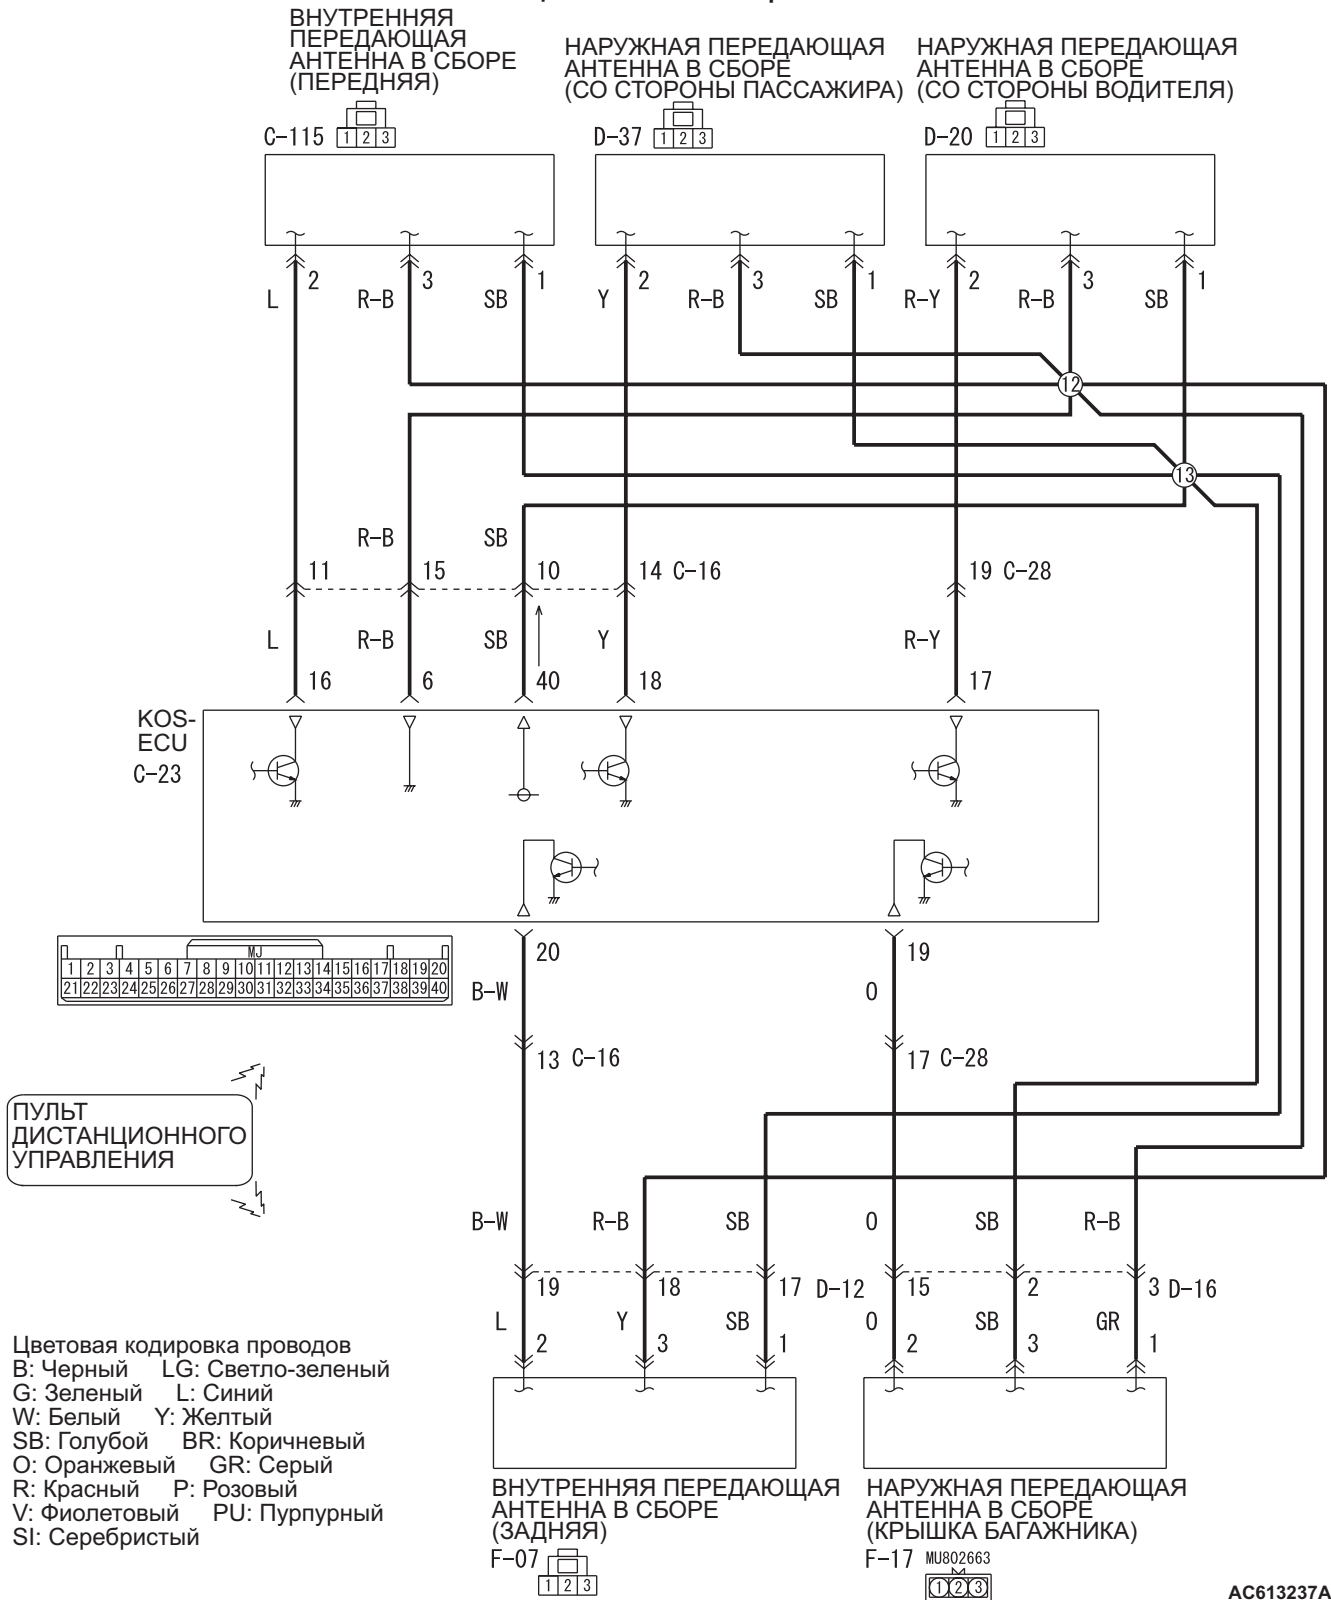 ВНУТРЕННЯЯ
ПЕРЕДАЮЩАЯ
АНТЕННА В СБОРЕ
(ПЕРЕДНЯЯ)
НАРУЖНАЯ ПЕРЕДАЮЩАЯ
АНТЕННА В СБОРЕ
(СО СТОРОНЫ ПАССАЖИРА)
НАРУЖНАЯ ПЕРЕДАЮЩАЯ
АНТЕННА В СБОРЕ
(СО СТОРОНЫ ВОДИТЕЛЯ)
C-115 1 2 3
D-37 1 2 3
D-20 1 2 3
2 3 1 2 3 1 2 3 1
L R-B SB Y R-B SB R-Y R-B SB
12
13
R-B SB
11 15 10 14 C-16 19 C-28
L R-B SB Y R-Y
16 6 40 18 17
KOS-
ECU
C-23
20 19
MJ
1 2 3 4 5 6 7 8 9 10 11 12 13 14 15 16 17 18 19 20
21 22 23 24 25 26 27 28 29 30 31 32 33 34 35 36 37 38 39 40
B-W O
13 C-16 17 C-28
ПУЛЬТ
ДИСТАНЦИОННОГО
УПРАВЛЕНИЯ
B-W R-B SB O SB R-B
19 18 17 D-12 15 2 3 D-16
L Y SB O SB GR
2 3 1 2 3 1
Цветовая кодировка проводов
B: Черный LG: Светло-зеленый
G: Зеленый L: Синий
W: Белый Y: Желтый
SB: Голубой BR: Коричневый
O: Оранжевый GR: Серый
R: Красный P: Розовый
V: Фиолетовый PU: Пурпурный
SI: Серебристый
ВНУТРЕННЯЯ ПЕРЕДАЮЩАЯ
АНТЕННА В СБОРЕ
(ЗАДНЯЯ)
F-07
1 2 3
НАРУЖНАЯ ПЕРЕДАЮЩАЯ
АНТЕННА В СБОРЕ
(КРЫШКА БАГАЖНИКА)
F-17 MU802663
1 2 3
AC613237A